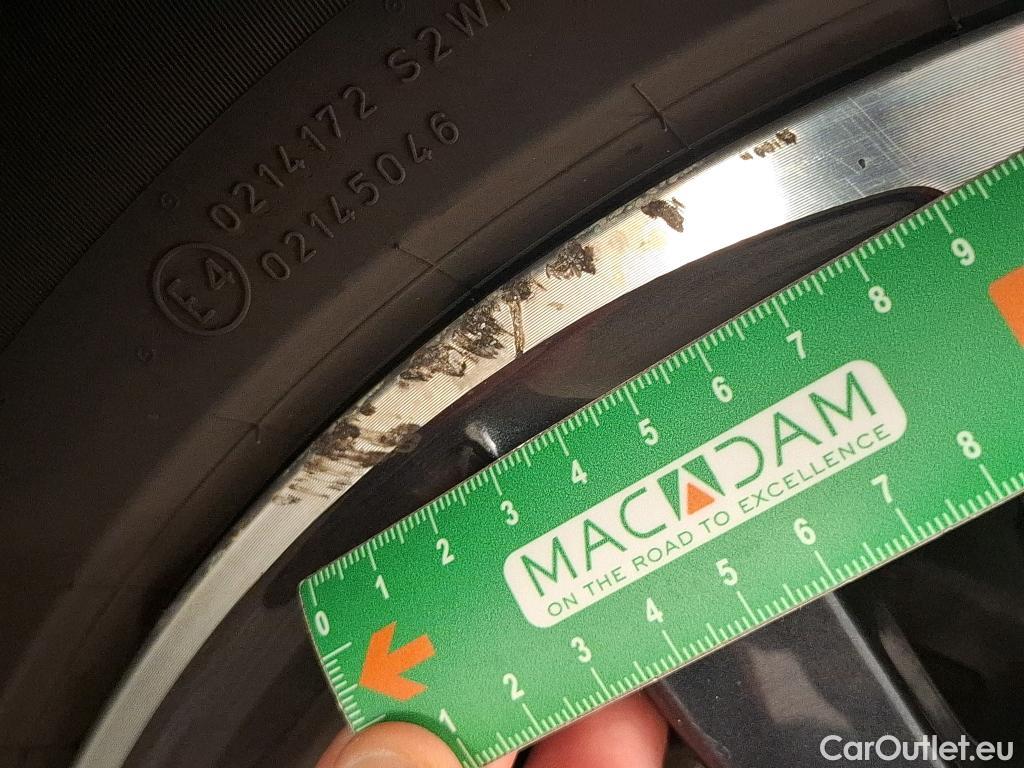 0214172 S2W
02145046
E4
MACADAM
ON THE ROAD TO EXCELLENCE
0 1 2 3 4 5 6 7 8 9
1 2 3 4 5 6 7 8
CarOutlet.eu